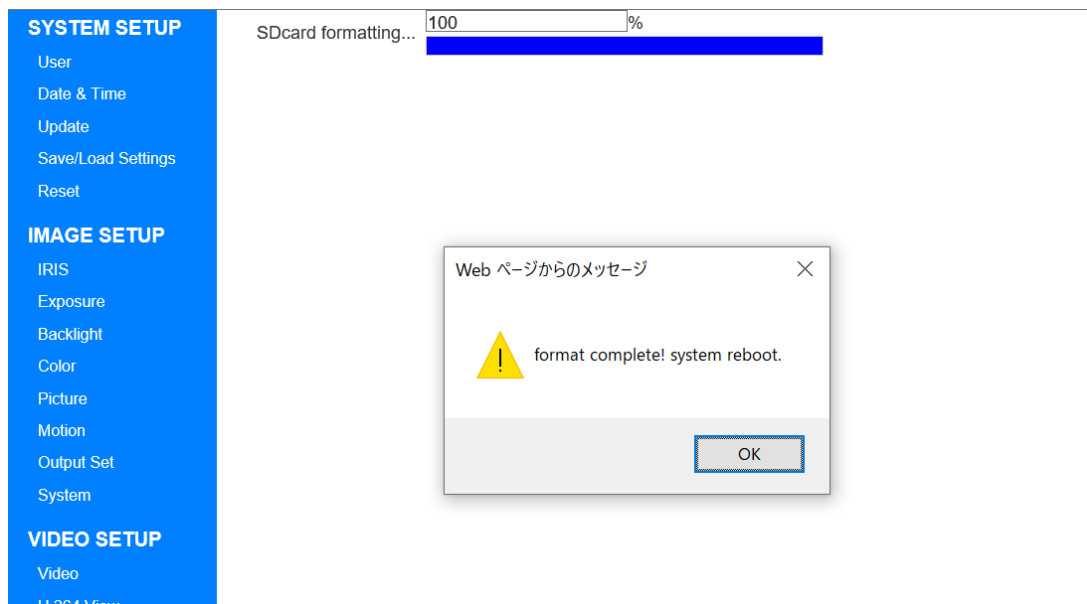 SYSTEM SETUP
User
Date & Time
Update
Save/Load Settings
Reset
IMAGE SETUP
IRIS
Exposure
Backlight
Color
Picture
Motion
Output Set
System
VIDEO SETUP
Video
H.264 View
SDcard formatting...
100 %
Web ページからのメッセージ
format complete! system reboot.
OK